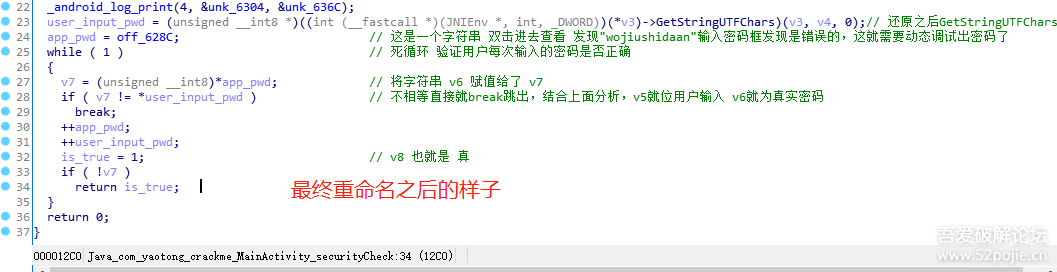 22 _android_log_print(4, &unk_6304, &unk_636C);
23 user_input_pwd = (unsigned __int8 *)((int (__fastcall *)(JNIEnv *, int, _DWORD))(*v3)->GetStringUTFChars)(v3, v4, 0);// 还原之后GetStringUTFChars
24 app_pwd = off_628C; // 这是一个字符串 双击进去查看 发现"wojiushidaan"输入密码框发现是错误的，这就需要动态调试出密码了
25 while ( 1 ) // 死循环 验证用户每次输入的密码是否正确
26 {
27 v7 = (unsigned __int8)*app_pwd; // 将字符串 v6 赋值给了 v7
28 if ( v7 != *user_input_pwd ) // 不相等直接就break跳出，结合上面分析，v5就位用户输入 v6就为真实密码
29 break;
30 ++app_pwd;
31 ++user_input_pwd;
32 is_true = 1; // v8 也就是 真
33 if ( !v7 )
34 return is_true;
最终重命名之后的样子
35 }
36 return 0;
37 }
000012C0 Java_com_yaotong_crackme_MainActivity_securityCheck:34 (12C0)
吾爱破解论坛
www.52pojie.cn